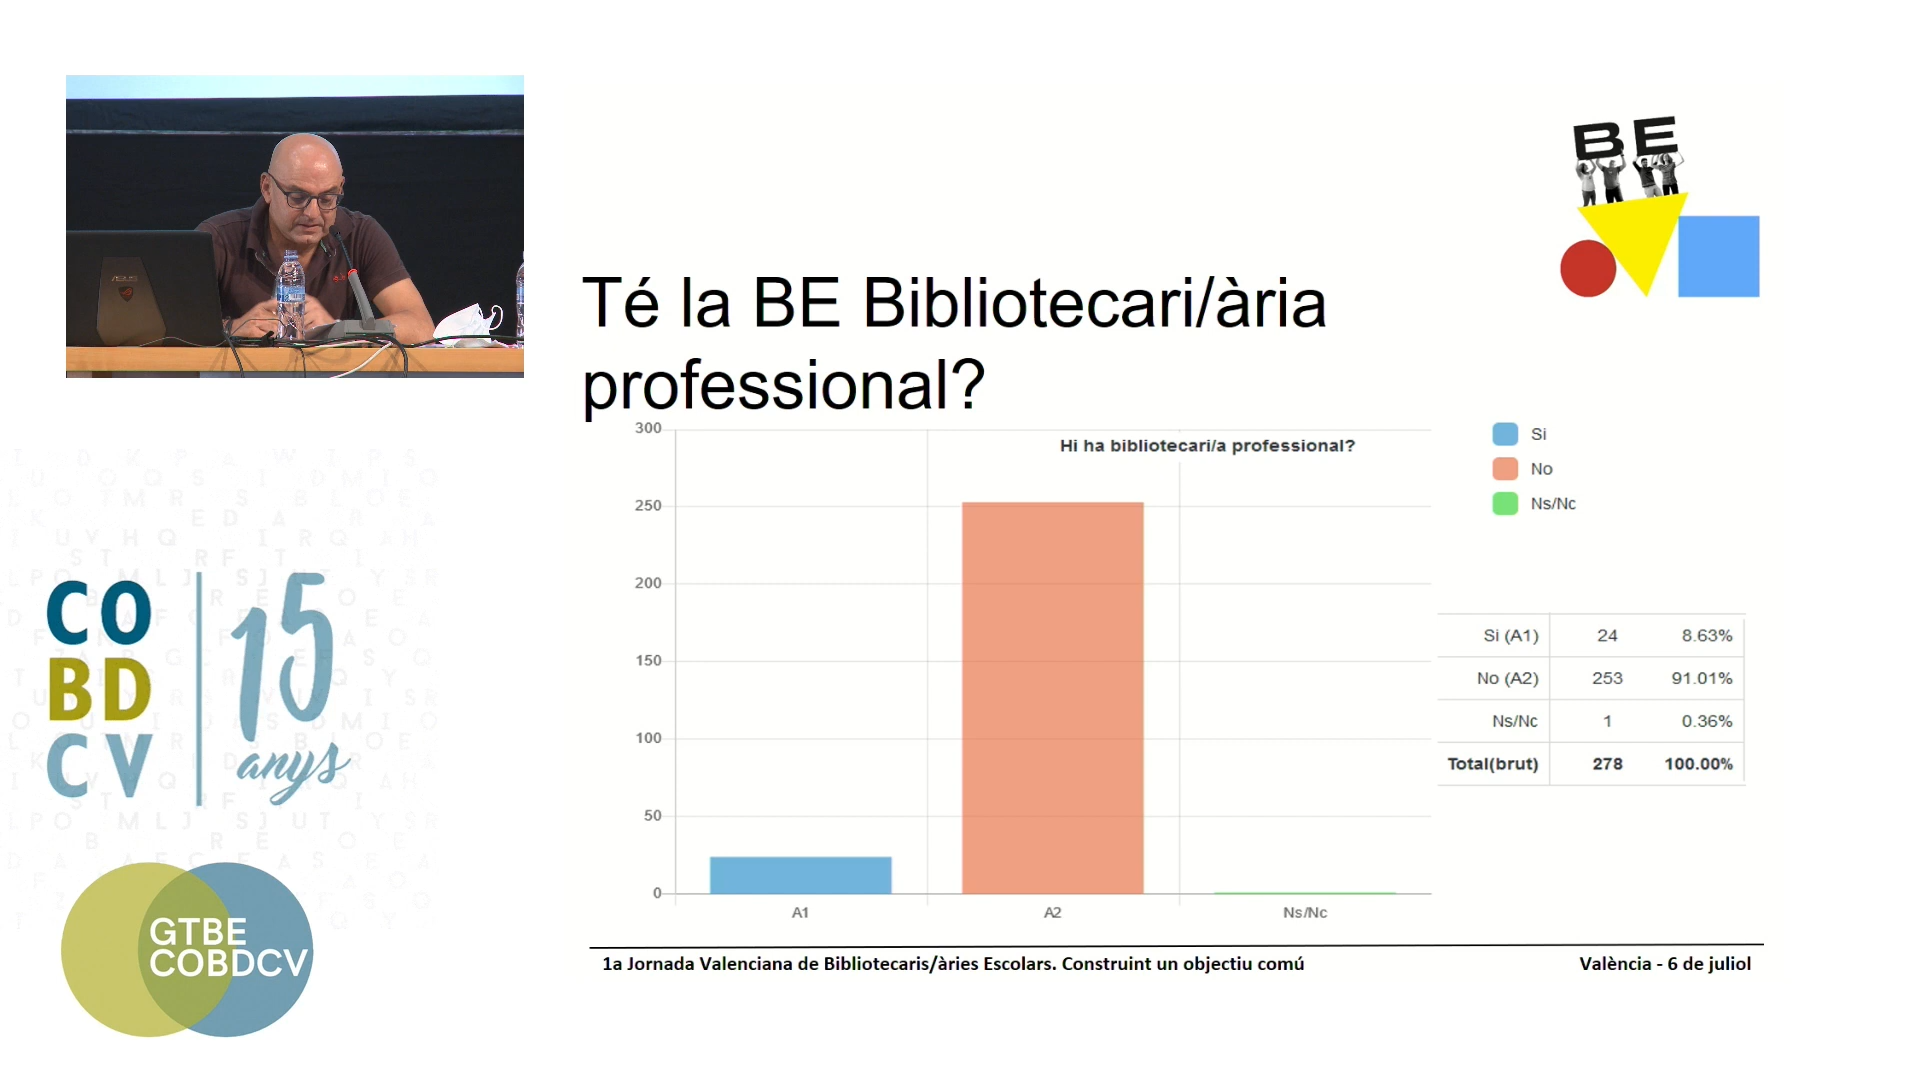 ASUS
BE
Té la BE Bibliotecari/ària
professional?
Hi ha bibliotecari/a professional?
300
250
200
150
100
50
0
A1
A2
Ns/Nc
Si
No
Ns/Nc
Si (A1) 24 8.63%
No (A2) 253 91.01%
Ns/Nc 1 0.36%
Total(brut) 278 100.00%
CO
BD
CV
15
anys
GTBE
COBDCV
1a Jornada Valenciana de Bibliotecaris/àries Escolars. Construint un objectiu comú
València - 6 de juliol